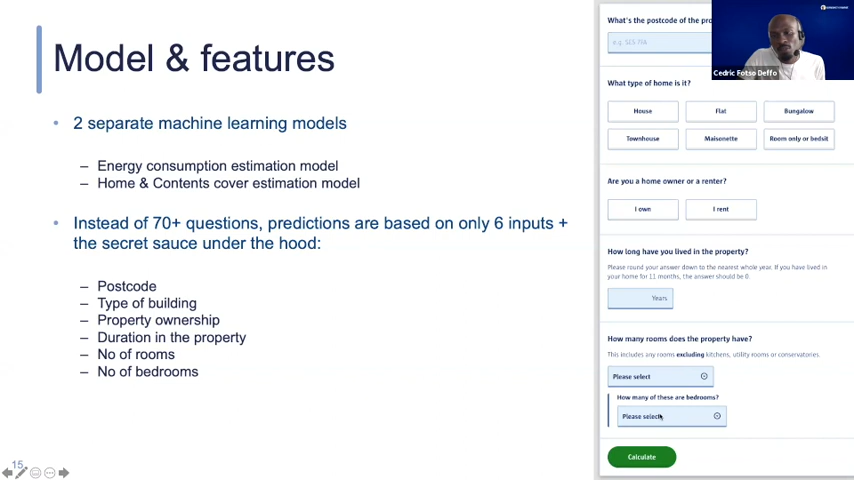 Model & features
• 2 separate machine learning models
– Energy consumption estimation model
– Home & Contents cover estimation model
• Instead of 70+ questions, predictions are based on only 6 inputs +
the secret sauce under the hood:
– Postcode
– Type of building
– Property ownership
– Duration in the property
– No of rooms
– No of bedrooms
15
What's the postcode of the
e.g.
What type of home is it?
House Flat Bungalow
Townhouse Maisonette Room only or bedsit
Are you a home owner or a renter?
I own I rent
How long have you lived in the property?
Please round your answer down to the nearest whole year. If you have lived in
your home for 11 months, the answer should be 0.
Years
How many rooms does the property have?
This includes any rooms excluding kitchens, utility rooms or conservatories.
Please select
How many of these are bedrooms?
Please select
Calculate
Cedric Fotso Deffo